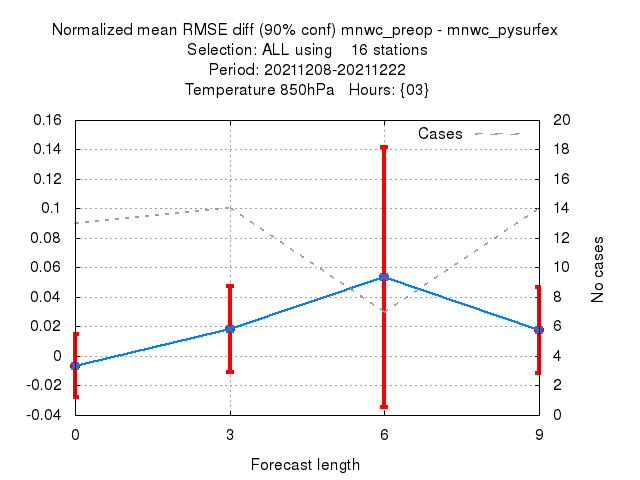 Normalized mean RMSE diff (90% conf) mnwc_preop - mnwc_pysurfex
Selection: ALL using 16 stations
Period: 20211208-20211222
Temperature 850hPa Hours: {03}
Cases
0.16
0.14
0.12
0.1
0.08
0.06
0.04
0.02
0
-0.02
-0.04
20
18
16
14
12
10
8
6
4
2
0
No cases
0 3 6 9
Forecast length